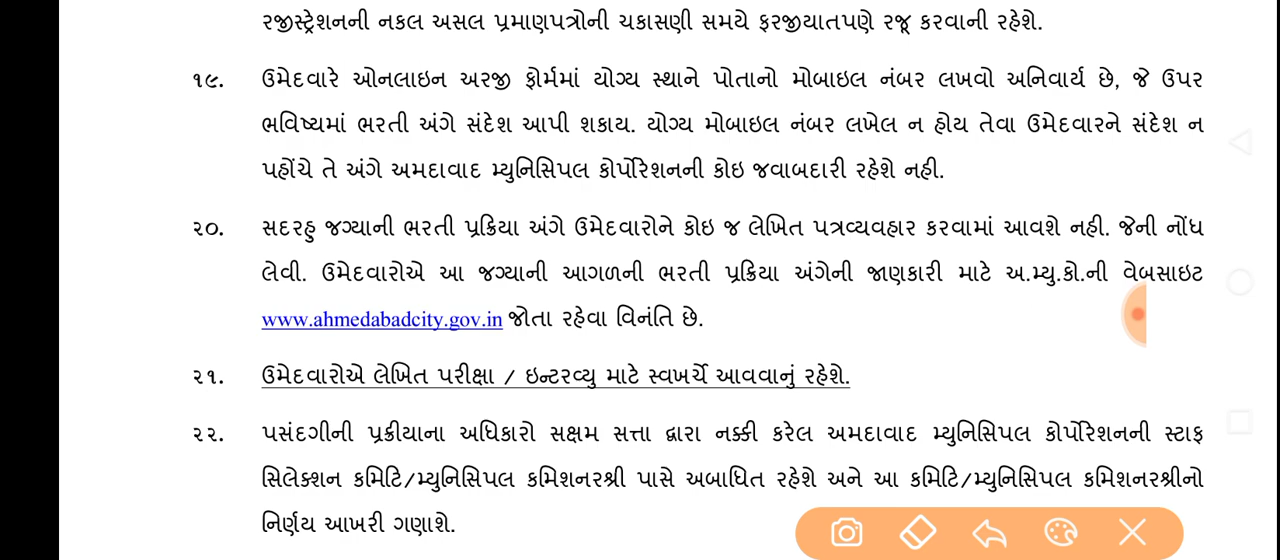 રજીસ્ટ્રેશનની નકલ અસલ પ્રમાણપત્રોની ચકાસણી સમયે ફરજીયાતપણે રજૂ કરવાની રહેશે.
૧૯. ઉમેદવારે ઓનલાઇન અરજી ફોર્મમાં યોગ્ય સ્થાને પોતાનો મોબાઇલ નંબર લખવો અનિવાર્ય છે, જે ઉપર
ભવિષ્યમાં ભરતી અંગે સંદેશ આપી શકાય. યોગ્ય મોબાઇલ નંબર લખેલ ન હોય તેવા ઉમેદવારને સંદેશ ન
પહોંચે તે અંગે અમદાવાદ મ્યુનિસિપલ કોર્પોરેશનની કોઇ જવાબદારી રહેશે નહી.
૨૦. સદરહુ જગ્યાની ભરતી પ્રક્રિયા અંગે ઉમેદવારોને કોઇ જ લેખિત પત્રવ્યવહાર કરવામાં આવશે નહી. જેની નોંધ
લેવી. ઉમેદવારોએ આ જગ્યાની આગળની ભરતી પ્રક્રિયા અંગેની જાણકારી માટે અ.મ્યુ.કો.ની વેબસાઇટ
www.ahmedabadcity.gov.in જોતા રહેવા વિનંતિ છે.
૨૧. ઉમેદવારોએ લેખિત પરીક્ષા / ઇન્ટરવ્યુ માટે સ્વખર્ચે આવવાનું રહેશે.
૨૨. પસંદગીની પ્રક્રીયાના અધિકારો સક્ષમ સત્તા દ્વારા નક્કી કરેલ અમદાવાદ મ્યુનિસિપલ કોર્પોરેશનની સ્ટાફ
સિલેક્શન કમિટિ/મ્યુનિસિપલ કમિશનરશ્રી પાસે અબાધિત રહેશે અને આ કમિટિ/મ્યુનિસિપલ કમિશનરશ્રીનો
નિર્ણય આખરી ગણાશે.